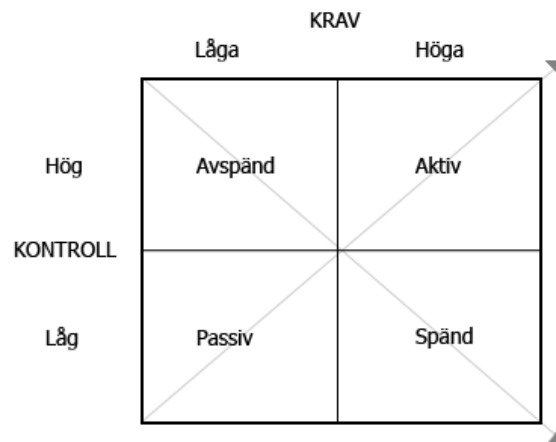 KRAV
Låga Höga
Hög Avspänd Aktiv
KONTROLL
Låg Passiv Spänd